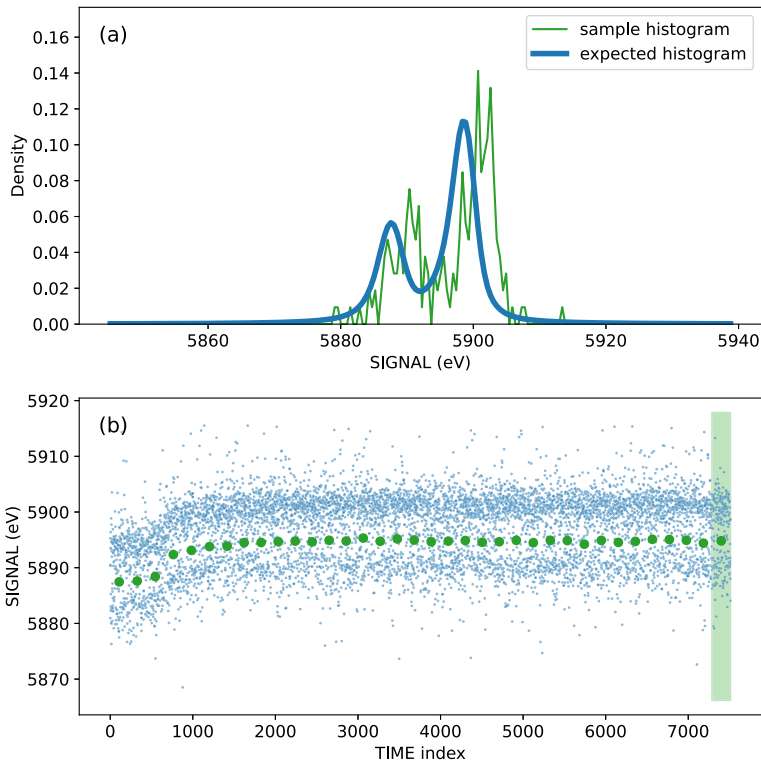 (a)
sample histogram
expected histogram
0.16
0.14
0.12
0.10
0.08
0.06
0.04
0.02
0.00
Density
5860 5880 5900 5920 5940
SIGNAL (eV)
(b)
5920
5910
5900
5890
5880
5870
SIGNAL (eV)
0 1000 2000 3000 4000 5000 6000 7000
TIME index